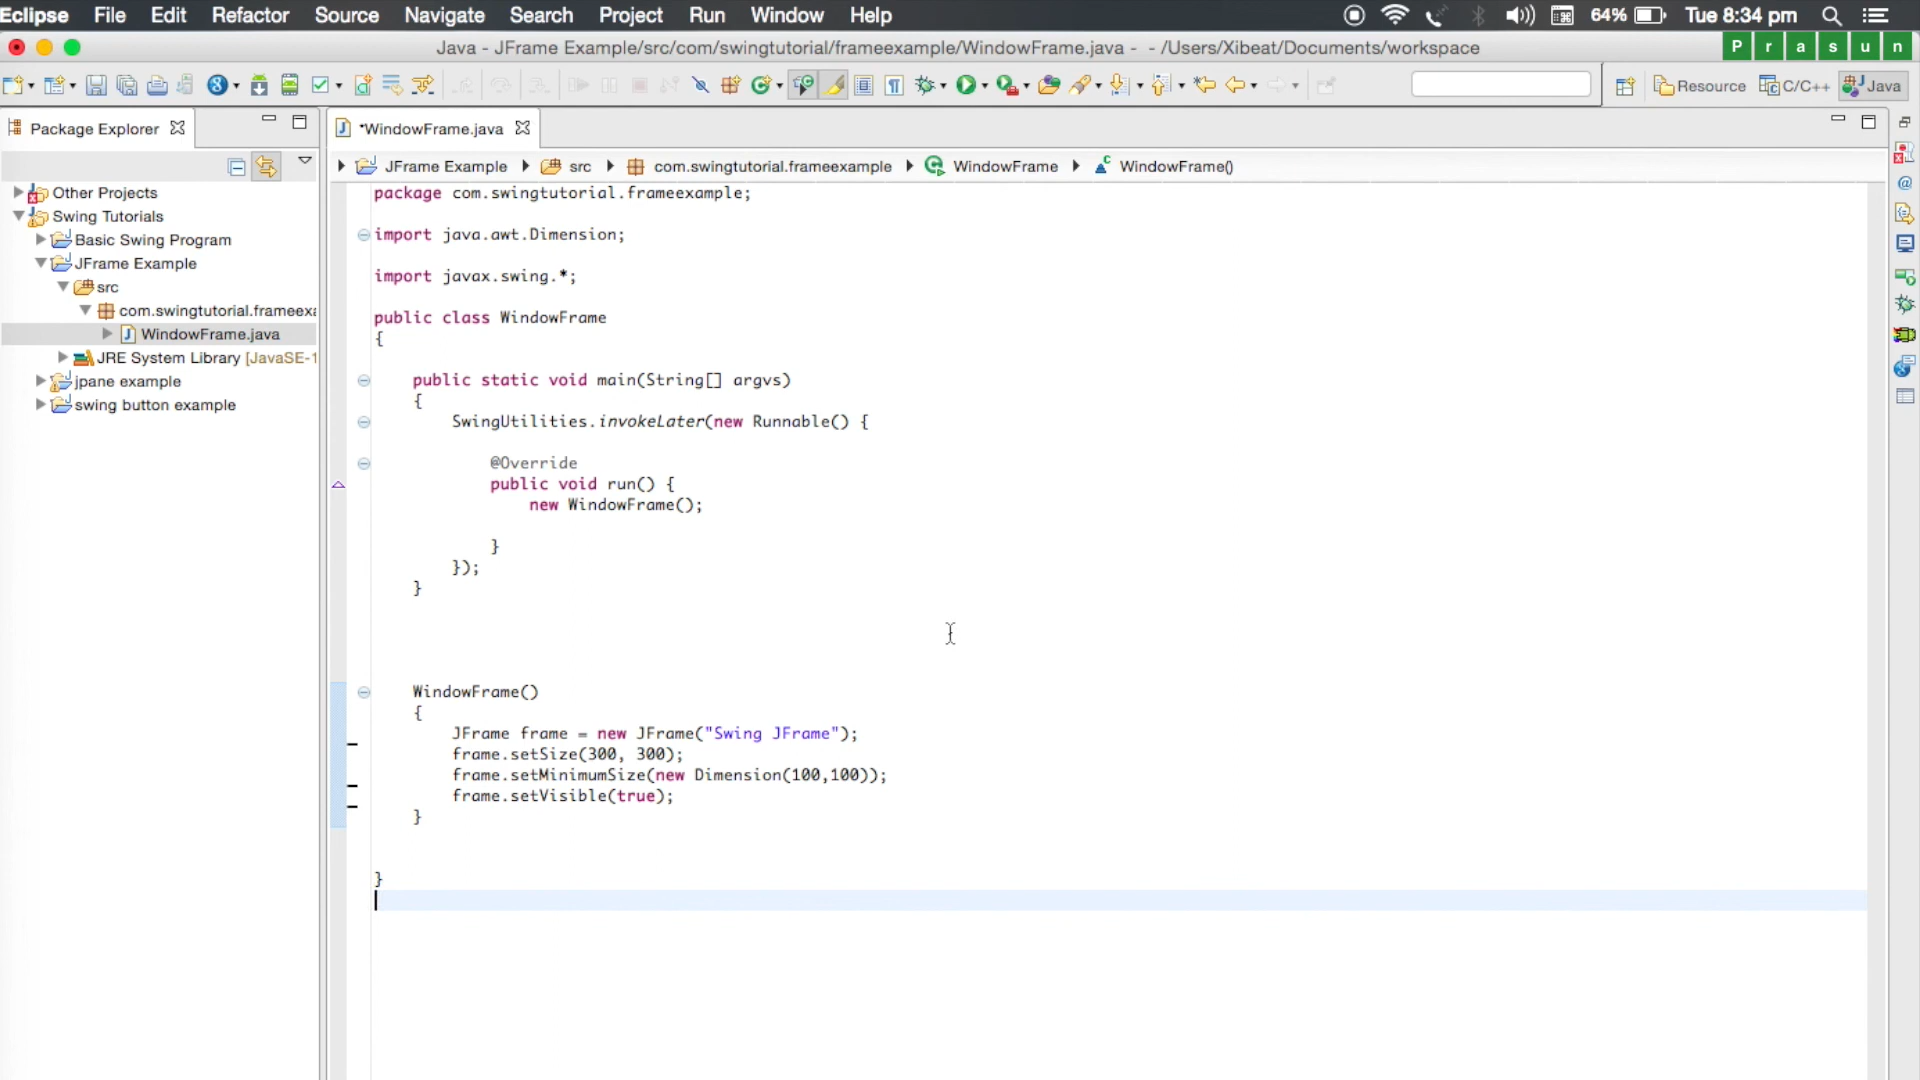 Eclipse File Edit Refactor Source Navigate Search Project Run Window Help 64% Tue 8:34 pm
Java - JFrame Example/src/com/swingtutorial/frameexample/WindowFrame.java - - /Users/Xibeat/Documents/workspace
P r a s u n
Resource C/C++ Java
Package Explorer
*WindowFrame.java
JFrame Example src com.swingtutorial.frameexample WindowFrame WindowFrame()
Other Projects
Swing Tutorials
Basic Swing Program
JFrame Example
src
com.swingtutorial.frameexa
WindowFrame.java
JRE System Library [JavaSE-1
jpane example
swing button example
package com.swingtutorial.frameexample;
import java.awt.Dimension;
import javax.swing.*;
public class WindowFrame
{
public static void main(String[] argvs)
{
SwingUtilities.invokeLater(new Runnable() {
@Override
public void run() {
new WindowFrame();
}
});
}
WindowFrame()
{
JFrame frame = new JFrame("Swing JFrame");
frame.setSize(300, 300);
frame.setMinimumSize(new Dimension(100,100));
frame.setVisible(true);
}
}